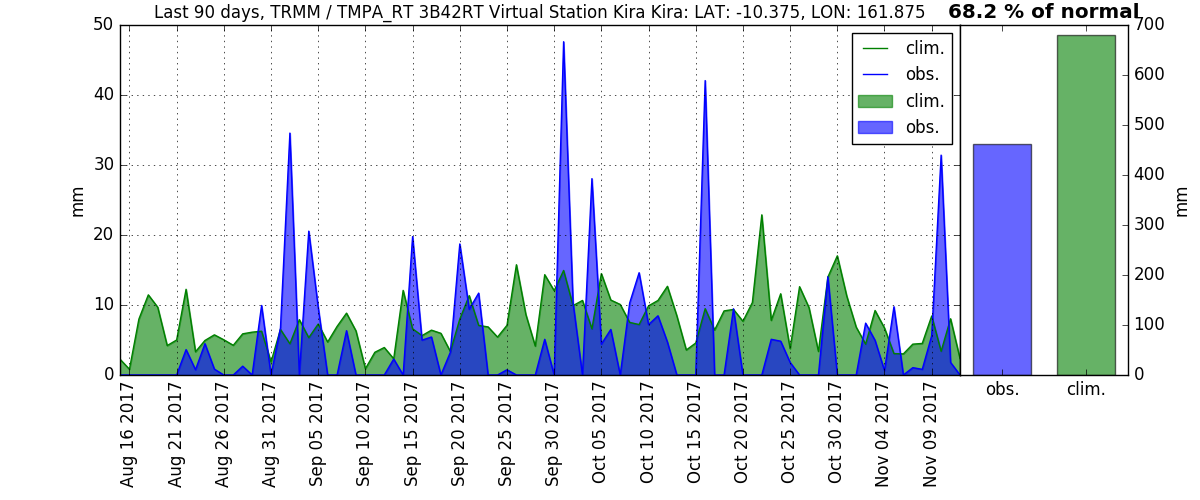 Last 90 days, TRMM / TMPA_RT 3B42RT Virtual Station Kira Kira: LAT: -10.375, LON: 161.875
68.2 % of normal
50
40
30
20
10
0
mm
clim.
obs.
clim.
obs.
700
600
500
400
300
200
100
0
mm
obs.
clim.
Aug 16 2017
Aug 21 2017
Aug 26 2017
Aug 31 2017
Sep 05 2017
Sep 10 2017
Sep 15 2017
Sep 20 2017
Sep 25 2017
Sep 30 2017
Oct 05 2017
Oct 10 2017
Oct 15 2017
Oct 20 2017
Oct 25 2017
Oct 30 2017
Nov 04 2017
Nov 09 2017